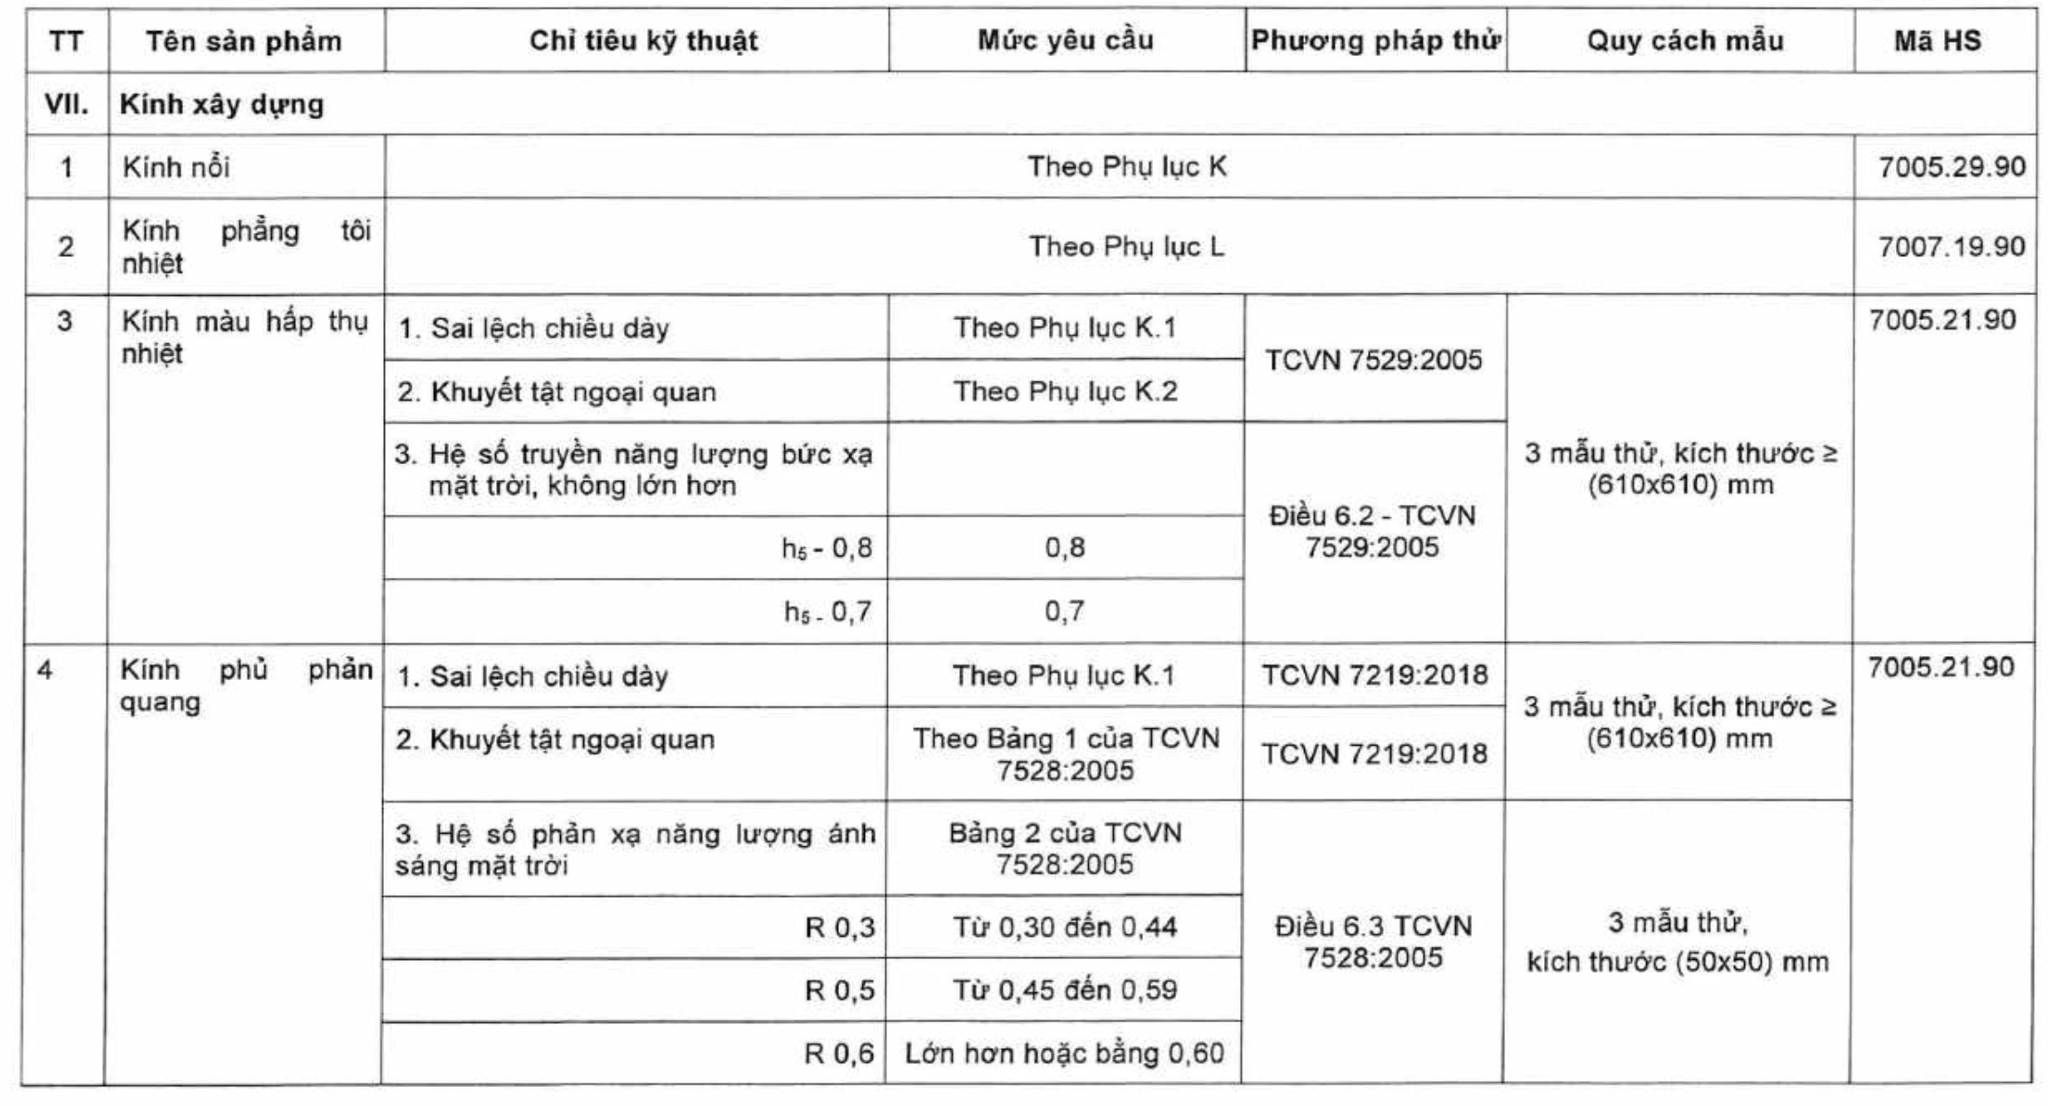 TT Tên sản phẩm Chỉ tiêu kỹ thuật Mức yêu cầu Phương pháp thử Quy cách mẫu Mã HS
VII. Kính xây dựng
1 Kính nổi Theo Phụ lục K 7005.29.90
2 Kính phẳng tôi
nhiệt Theo Phụ lục L 7007.19.90
3 Kính màu hấp thụ
nhiệt
1. Sai lệch chiều dày Theo Phụ lục K.1
TCVN 7529:2005
2. Khuyết tật ngoại quan Theo Phụ lục K.2
3. Hệ số truyền năng lượng bức xạ
mặt trời, không lớn hơn
Điều 6.2 - TCVN
7529:2005
h₅ - 0,8 0,8
h₅ - 0,7 0,7
3 mẫu thử, kích thước ≥
(610x610) mm
7005.21.90
4 Kính phủ phản
quang
1. Sai lệch chiều dày Theo Phụ lục K.1 TCVN 7219:2018
2. Khuyết tật ngoại quan Theo Bảng 1 của TCVN
7528:2005
TCVN 7219:2018
3 mẫu thử, kích thước ≥
(610x610) mm
7005.21.90
3. Hệ số phản xạ năng lượng ánh
sáng mặt trời
Bảng 2 của TCVN
7528:2005
R 0,3 Từ 0,30 đến 0,44
R 0,5 Từ 0,45 đến 0,59
R 0,6 Lớn hơn hoặc bằng 0,60
Điều 6.3 TCVN
7528:2005
3 mẫu thử,
kích thước (50x50) mm